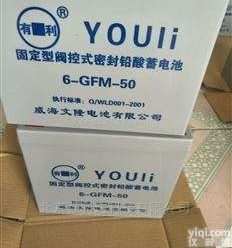 有利
YOUli
固定型阀控式密封铅酸蓄电池
6-GFM-50
执行标准：Q/WLD001-2001
威海文隆电池有限公司
有利
YOUli
固定型阀控式密封铅酸蓄电池
6-GFM-50
威海文隆电池有限公司
yiqi.com